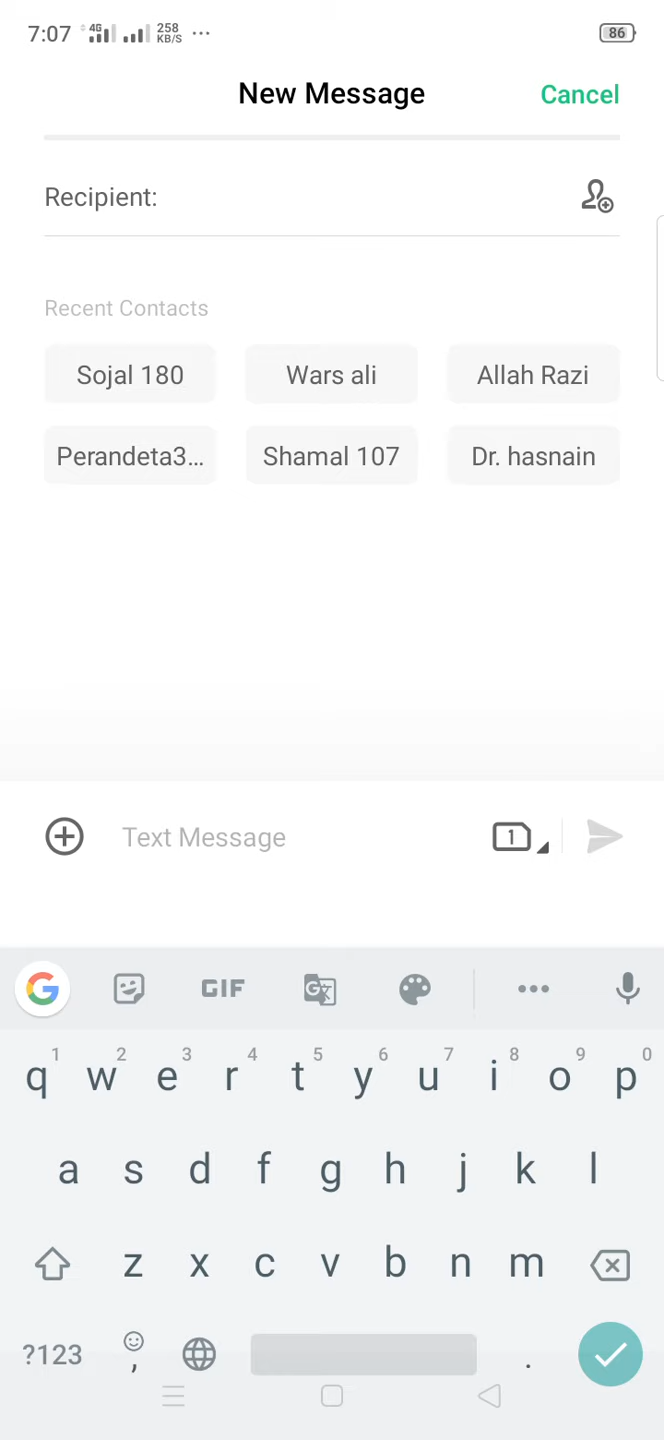 7:07 4G 258 KB/S ... 86
New Message Cancel
Recipient:
Recent Contacts
Sojal 180 Wars ali Allah Razi
Perandeta3... Shamal 107 Dr. hasnain
Text Message 1
G GIF G
1 2 3 4 5 6 7 8 9 0
q w e r t y u i o p
a s d f g h j k l
z x c v b n m
?123 , .